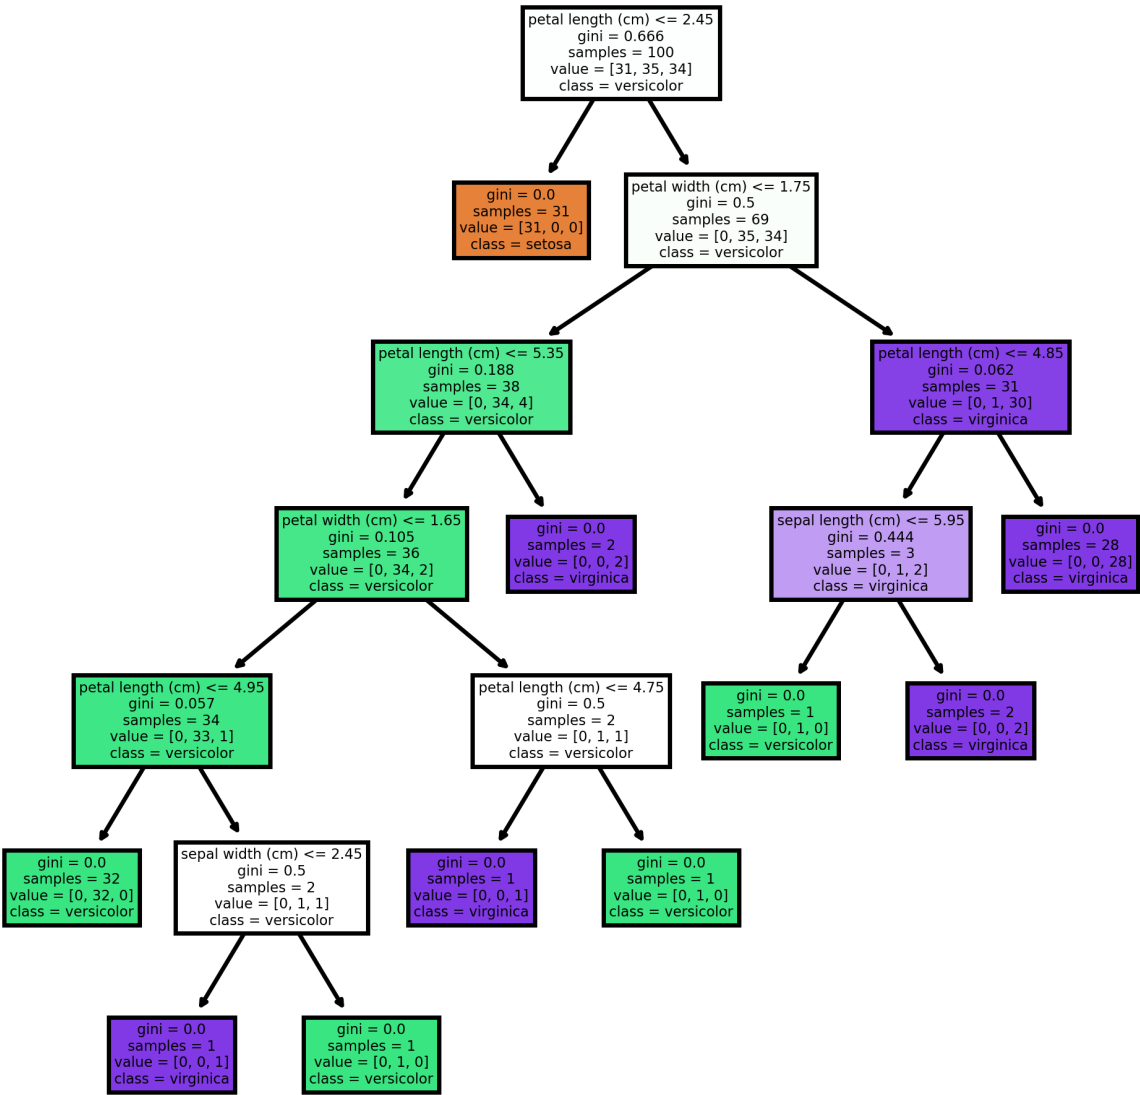 petal length (cm) <= 2.45
gini = 0.666
samples = 100
value = [31, 35, 34]
class = versicolor
gini = 0.0
samples = 31
value = [31, 0, 0]
class = setosa
petal width (cm) <= 1.75
gini = 0.5
samples = 69
value = [0, 35, 34]
class = versicolor
petal length (cm) <= 5.35
gini = 0.188
samples = 38
value = [0, 34, 4]
class = versicolor
petal length (cm) <= 4.85
gini = 0.062
samples = 31
value = [0, 1, 30]
class = virginica
petal width (cm) <= 1.65
gini = 0.105
samples = 36
value = [0, 34, 2]
class = versicolor
gini = 0.0
samples = 2
value = [0, 0, 2]
class = virginica
sepal length (cm) <= 5.95
gini = 0.444
samples = 3
value = [0, 1, 2]
class = virginica
gini = 0.0
samples = 28
value = [0, 0, 28]
class = virginica
petal length (cm) <= 4.95
gini = 0.057
samples = 34
value = [0, 33, 1]
class = versicolor
petal length (cm) <= 4.75
gini = 0.5
samples = 2
value = [0, 1, 1]
class = versicolor
gini = 0.0
samples = 1
value = [0, 1, 0]
class = versicolor
gini = 0.0
samples = 2
value = [0, 0, 2]
class = virginica
gini = 0.0
samples = 32
value = [0, 32, 0]
class = versicolor
sepal width (cm) <= 2.45
gini = 0.5
samples = 2
value = [0, 1, 1]
class = versicolor
gini = 0.0
samples = 1
value = [0, 0, 1]
class = virginica
gini = 0.0
samples = 1
value = [0, 1, 0]
class = versicolor
gini = 0.0
samples = 1
value = [0, 0, 1]
class = virginica
gini = 0.0
samples = 1
value = [0, 1, 0]
class = versicolor